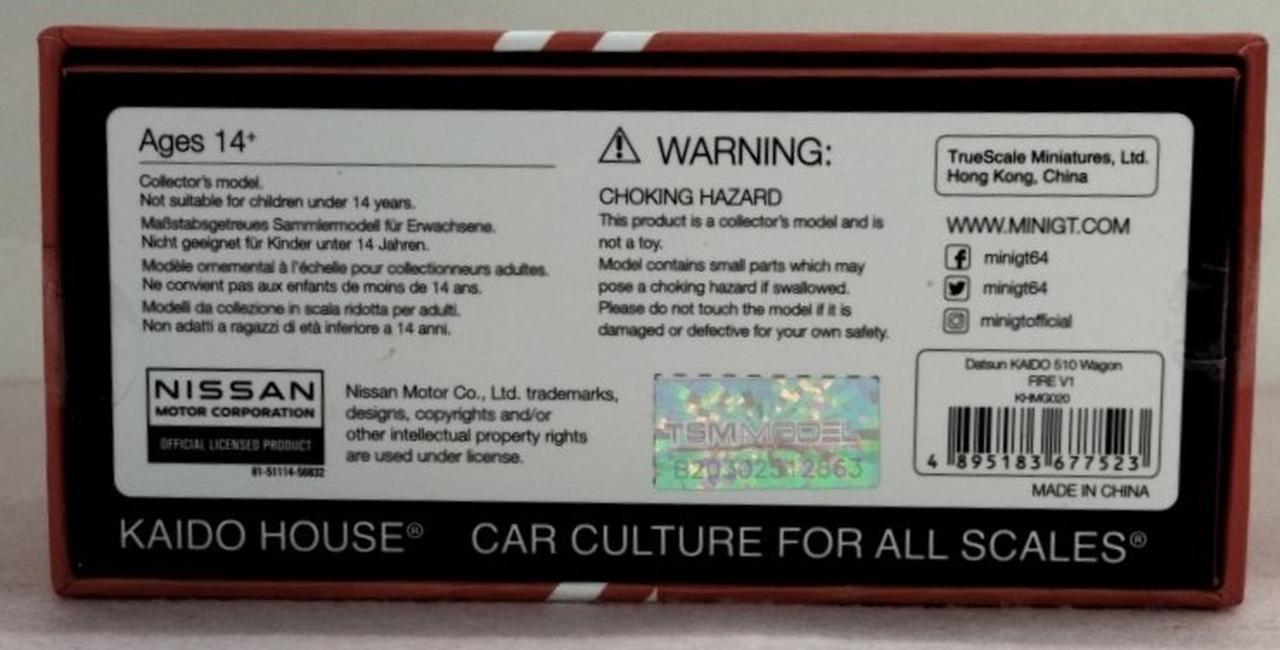 Ages 14+
Collector's model.
Not suitable for children under 14 years.
Maßstabsgetreues Sammlermodell für Erwachsene.
Nicht geeignet für Kinder unter 14 Jahren.
Modèle ornemental à l'échelle pour collectionneurs adultes.
Ne convient pas aux enfants de moins de 14 ans.
Modelli da collezione in scala ridotta per adulti.
Non adatti a ragazzi di età inferiore a 14 anni.
NISSAN
MOTOR CORPORATION
OFFICIAL LICENSED PRODUCT
81-51114-56832
Nissan Motor Co., Ltd. trademarks,
designs, copyrights and/or
other intellectual property rights
are used under license.
WARNING:
CHOKING HAZARD
This product is a collector's model and is
not a toy.
Model contains small parts which may
pose a choking hazard if swallowed.
Please do not touch the model if it is
damaged or defective for your own safety.
TSMMODEL
B20302512863
TrueScale Miniatures, Ltd.
Hong Kong, China
WWW.MINIGT.COM
minigt64
minigt64
minigtofficial
Datsun KAIDO 510 Wagon
FIRE V1
KHMG020
4 895183 677523
MADE IN CHINA
KAIDO HOUSE® CAR CULTURE FOR ALL SCALES®